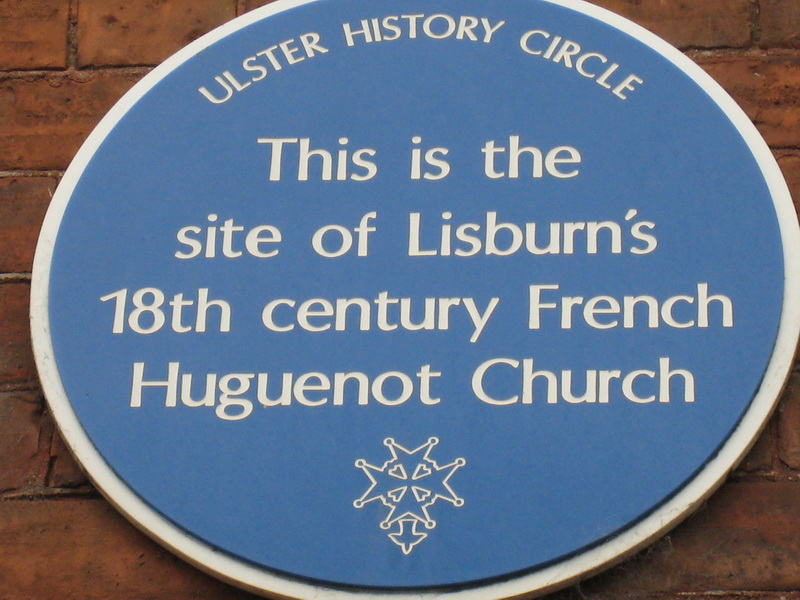 ULSTER HISTORY CIRCLE
This is the
site of Lisburn's
18th century French
Huguenot Church